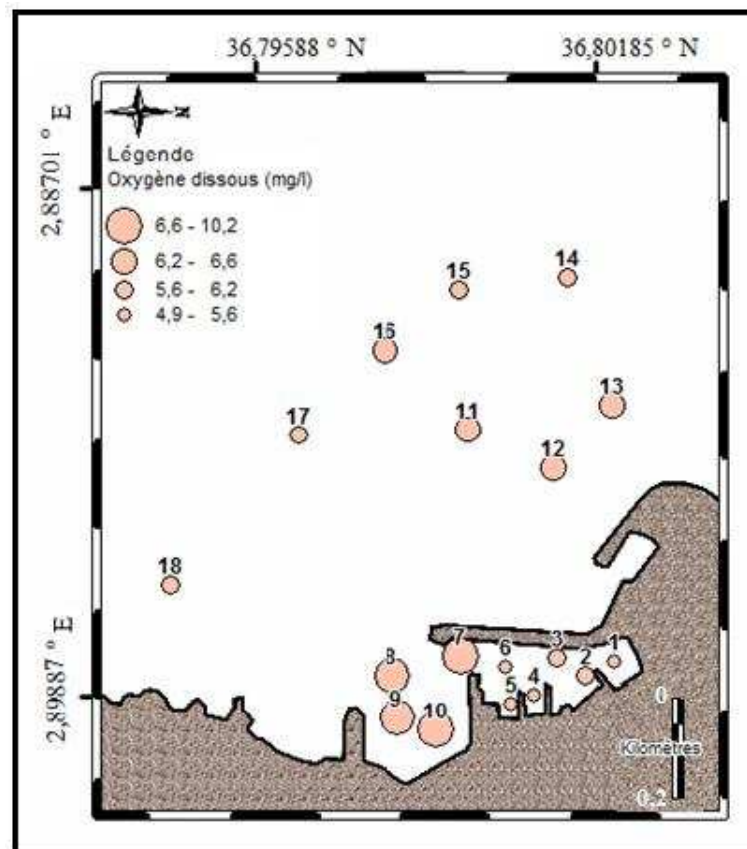 36,79588 ° N
36,80185 ° N
2,88701 ° E
N
Légende
Oxygène dissous (mg/l)
6,6 - 10,2
6,2 - 6,6
5,6 - 6,2
4,9 - 5,6
14
15
16
13
17
11
12
18
2,89887 ° E
7
6
3
2
1
8
5
4
9
10
0
Kilomètres
0,2